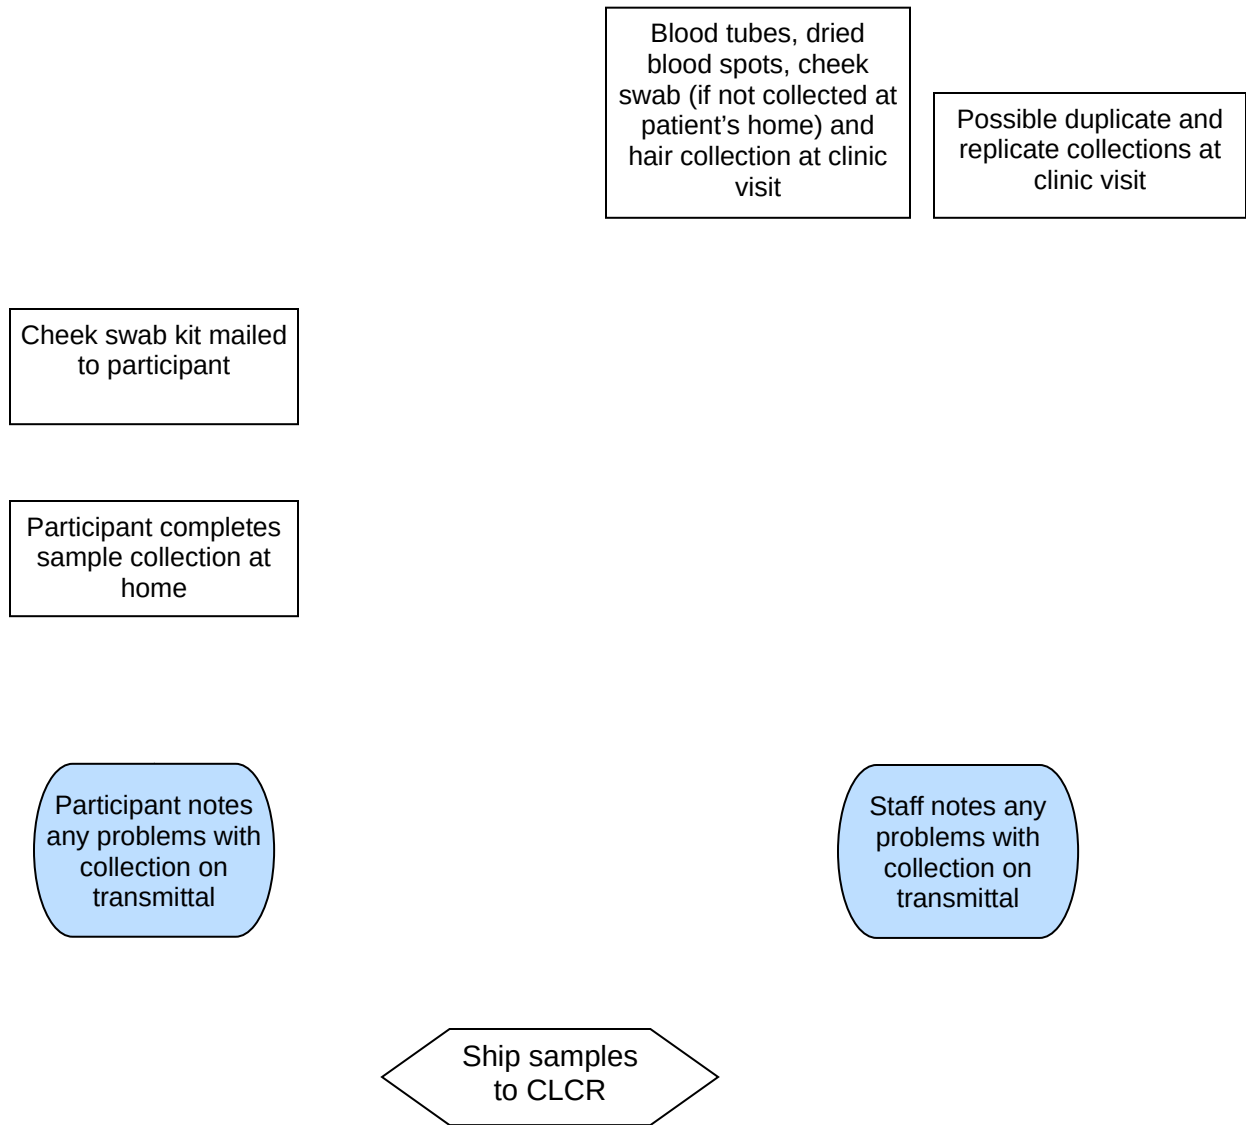 Blood tubes, dried
blood spots, cheek
swab (if not collected at
patient’s home) and
hair collection at clinic
visit
Possible duplicate and
replicate collections at
clinic visit
Cheek swab kit mailed
to participant
Participant completes
sample collection at
home
Participant notes
any problems with
collection on
transmittal
Staff notes any
problems with
collection on
transmittal
Ship samples
to CLCR